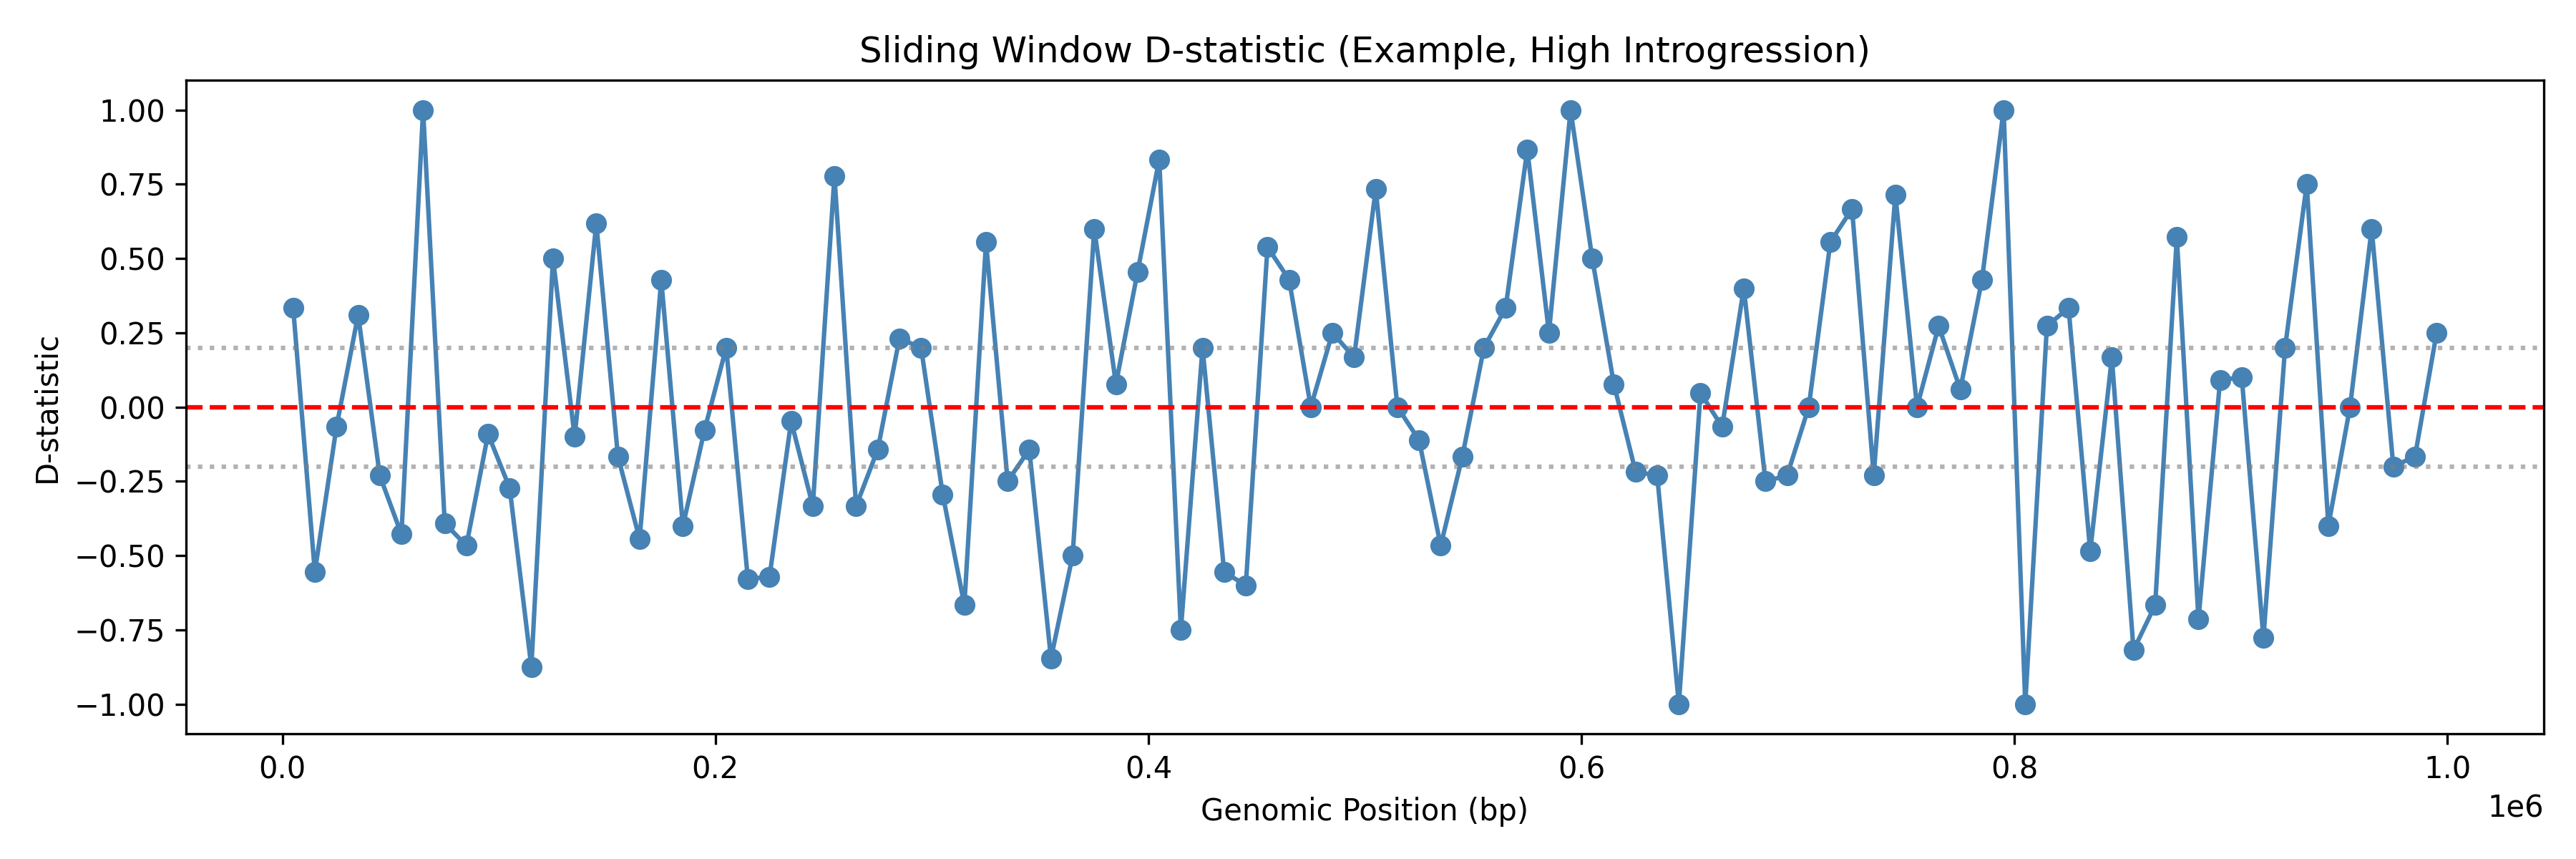 Sliding Window D-statistic (Example, High Introgression)
D-statistic
1.00
0.75
0.50
0.25
0.00
−0.25
−0.50
−0.75
−1.00
0.0 0.2 0.4 0.6 0.8 1.0
1e6
Genomic Position (bp)